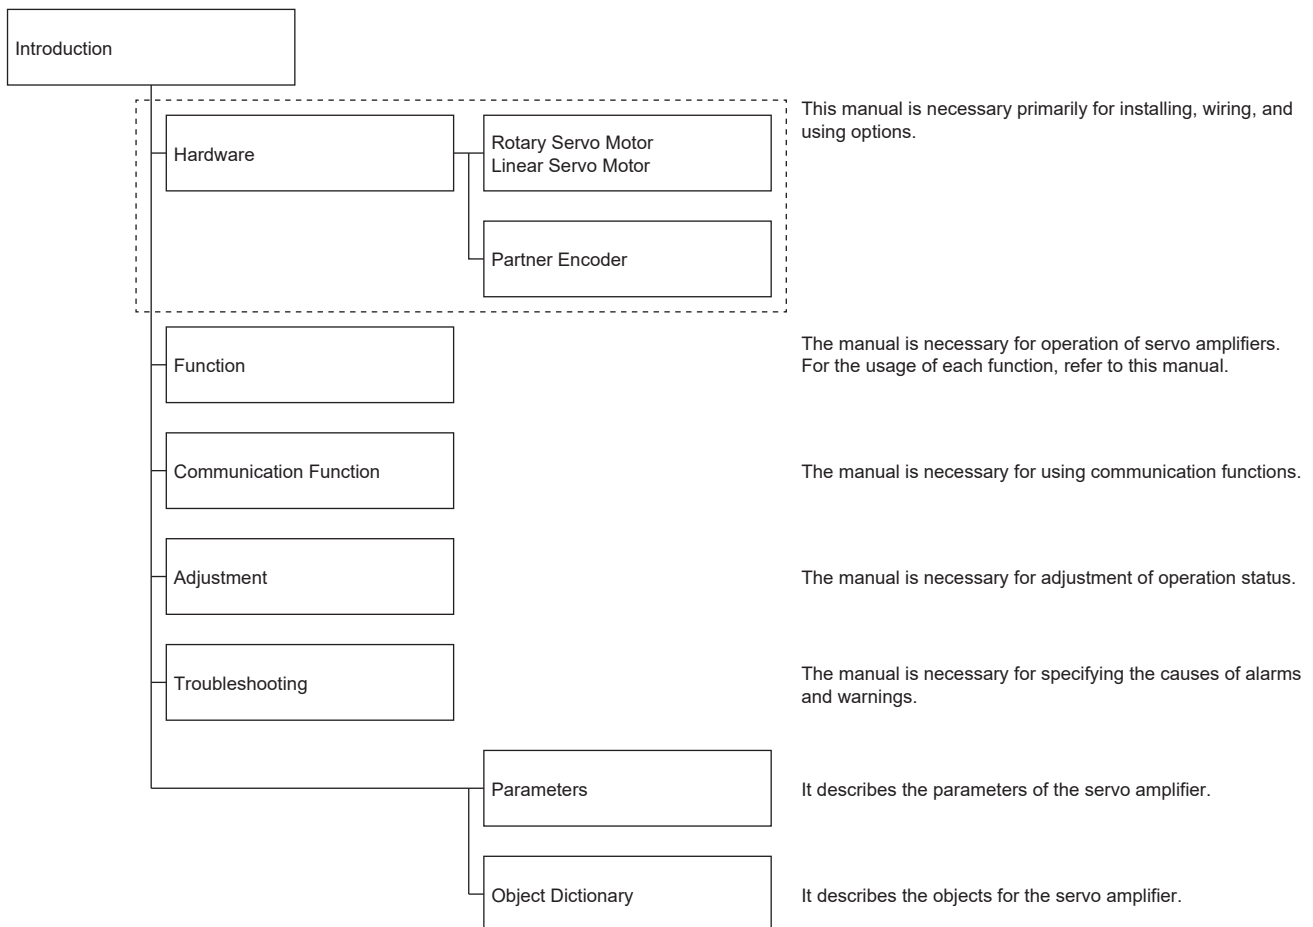 Introduction
This manual is necessary primarily for installing, wiring, and
using options.
Hardware
Rotary Servo Motor
Linear Servo Motor
Partner Encoder
Function
The manual is necessary for operation of servo amplifiers.
For the usage of each function, refer to this manual.
Communication Function
The manual is necessary for using communication functions.
Adjustment
The manual is necessary for adjustment of operation status.
Troubleshooting
The manual is necessary for specifying the causes of alarms
and warnings.
Parameters
It describes the parameters of the servo amplifier.
Object Dictionary
It describes the objects for the servo amplifier.